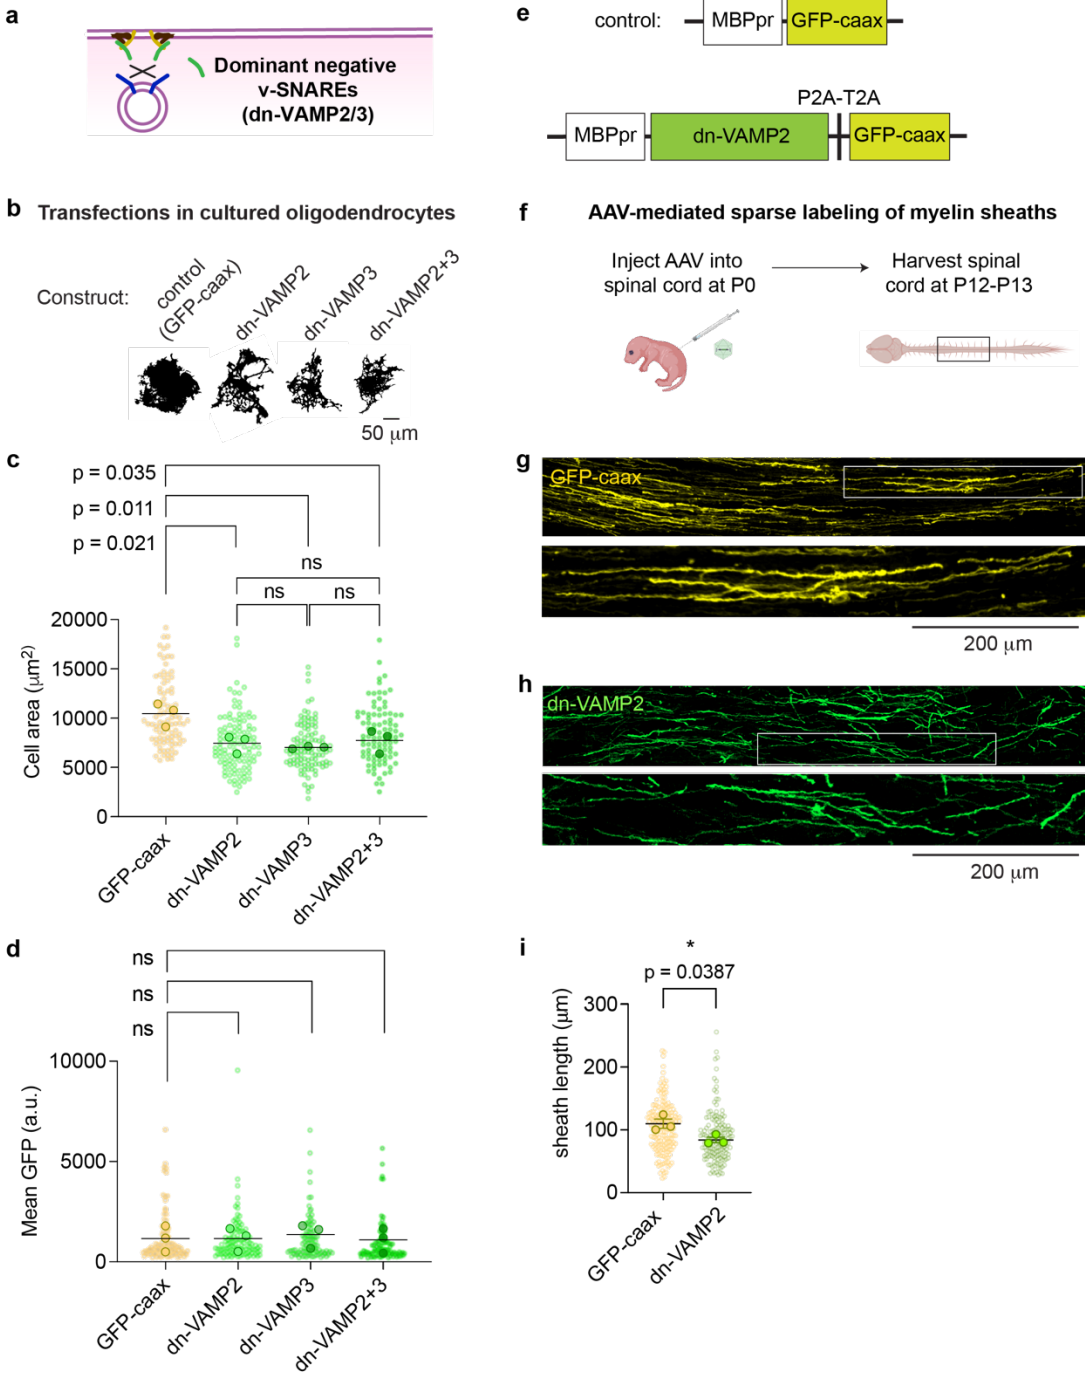 a
Dominant negative
v-SNAREs
(dn-VAMP2/3)
b Transfections in cultured oligodendrocytes
Construct:
control
(GFP-caax)
dn-VAMP2
dn-VAMP3
dn-VAMP2+3
50 μm
c
p = 0.035
p = 0.011
p = 0.021
ns
ns
ns
20000
15000
10000
5000
0
Cell area (μm²)
GFP-caax
dn-VAMP2
dn-VAMP3
dn-VAMP2+3
d
ns
ns
ns
10000
5000
0
Mean GFP (a.u.)
GFP-caax
dn-VAMP2
dn-VAMP3
dn-VAMP2+3
e
control:
MBPpr
GFP-caax
P2A-T2A
MBPpr
dn-VAMP2
GFP-caax
f AAV-mediated sparse labeling of myelin sheaths
Inject AAV into
spinal cord at P0
Harvest spinal
cord at P12-P13
g
GFP-caax
200 μm
h
dn-VAMP2
200 μm
i
*
p = 0.0387
300
200
100
0
sheath length (μm)
GFP-caax
dn-VAMP2